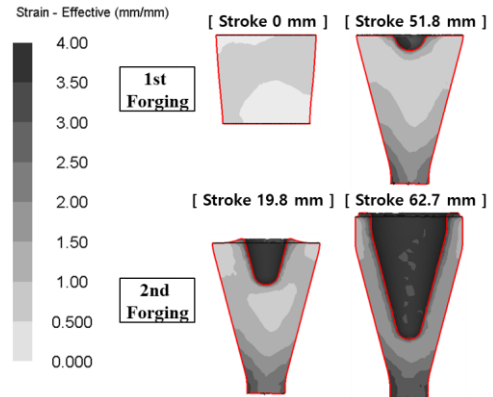 Strain - Effective (mm/mm)
4.00
3.50
3.00
2.50
2.00
1.50
1.00
0.500
0.000
1st
Forging
[ Stroke 0 mm ]
[ Stroke 51.8 mm ]
2nd
Forging
[ Stroke 19.8 mm ]
[ Stroke 62.7 mm ]